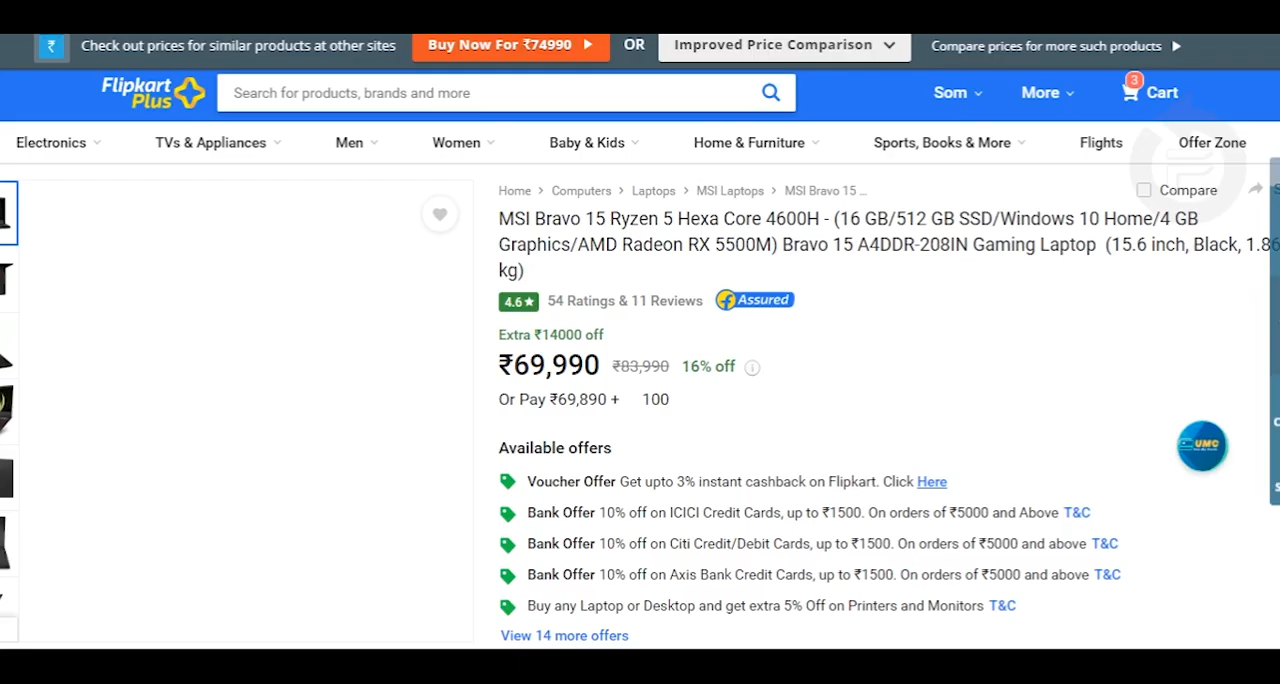 Check out prices for similar products at other sites Buy Now For ₹74990 OR Improved Price Comparison Compare prices for more such products
Flipkart Plus Search for products, brands and more Som More 3 Cart
Electronics TVs & Appliances Men Women Baby & Kids Home & Furniture Sports, Books & More Flights Offer Zone
Home > Computers > Laptops > MSI Laptops > MSI Bravo 15 ... Compare
MSI Bravo 15 Ryzen 5 Hexa Core 4600H - (16 GB/512 GB SSD/Windows 10 Home/4 GB
Graphics/AMD Radeon RX 5500M) Bravo 15 A4DDR-208IN Gaming Laptop (15.6 inch, Black, 1.86
kg)
4.6★ 54 Ratings & 11 Reviews Assured
Extra ₹14000 off
₹69,990 ₹83,990 16% off
Or Pay ₹69,890 + 100
Available offers
UMC
Voucher Offer Get upto 3% instant cashback on Flipkart. Click Here
Bank Offer 10% off on ICICI Credit Cards, up to ₹1500. On orders of ₹5000 and Above T&C
Bank Offer 10% off on Citi Credit/Debit Cards, up to ₹1500. On orders of ₹5000 and above T&C
Bank Offer 10% off on Axis Bank Credit Cards, up to ₹1500. On orders of ₹5000 and above T&C
Buy any Laptop or Desktop and get extra 5% Off on Printers and Monitors T&C
View 14 more offers